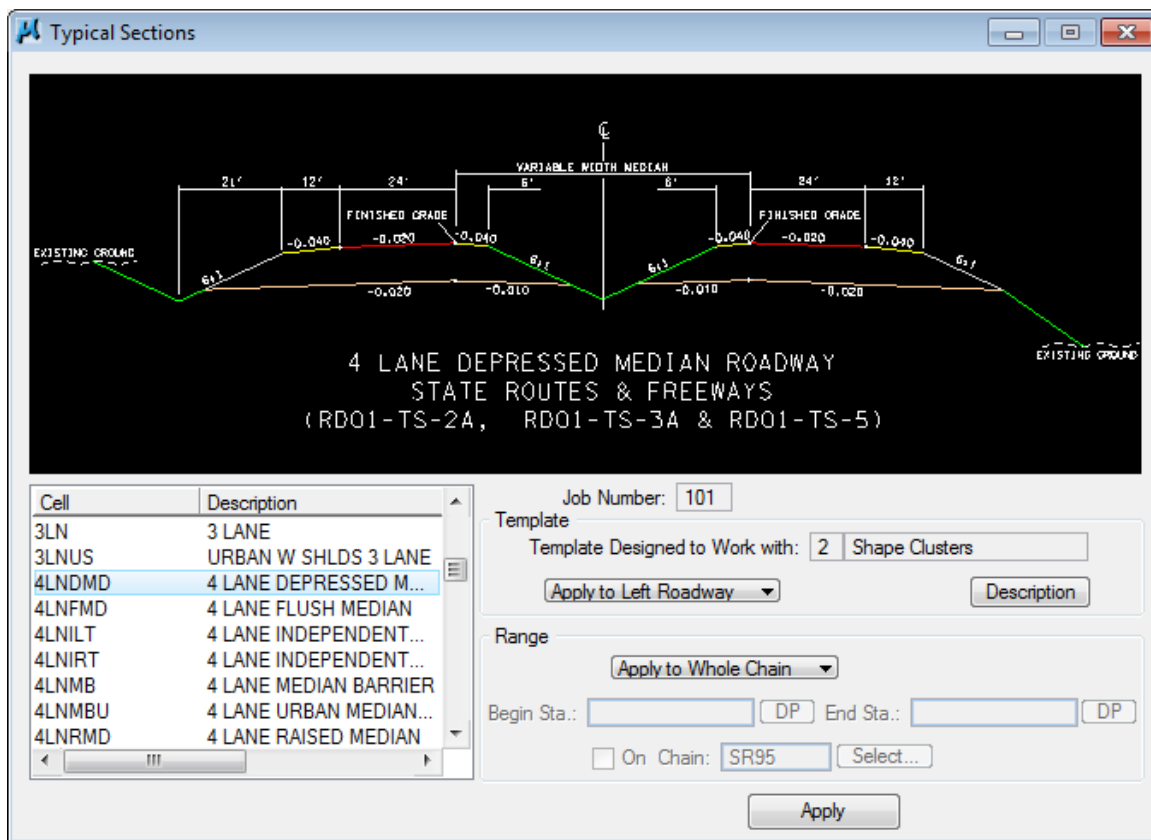 Typical Sections
℄
VARIABLE WIDTH MEDIAN
21' 12' 24' 6' 6' 24' 12'
FINISHED GRADE FINISHED GRADE
-0.040 -0.020 -0.040 -0.040 -0.020 -0.040
EXISTING GROUND
6:1 6:1 6:1 6:1
-0.020 -0.010 -0.010 -0.020
EXISTING GROUND
4 LANE DEPRESSED MEDIAN ROADWAY
STATE ROUTES & FREEWAYS
(RD01-TS-2A, RD01-TS-3A & RD01-TS-5)
Cell Description
3LN 3 LANE
3LNUS URBAN W SHLDS 3 LANE
4LNDMD 4 LANE DEPRESSED M...
4LNFMD 4 LANE FLUSH MEDIAN
4LNILT 4 LANE INDEPENDENT...
4LNIRT 4 LANE INDEPENDENT...
4LNMB 4 LANE MEDIAN BARRIER
4LNMBU 4 LANE URBAN MEDIAN...
4LNRMD 4 LANE RAISED MEDIAN
Job Number: 101
Template
Template Designed to Work with: 2 Shape Clusters
Apply to Left Roadway Description
Range
Apply to Whole Chain
Begin Sta.: DP End Sta.: DP
On Chain: SR95 Select...
Apply